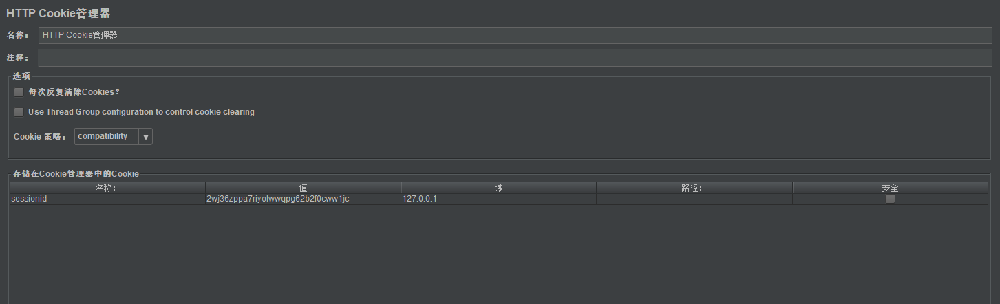 HTTP Cookie管理器
名称： HTTP Cookie管理器
注释：
选项
每次反复清除Cookies？
Use Thread Group configuration to control cookie clearing
Cookie 策略： compatibility
存储在Cookie管理器中的Cookie
名称： 值 域 路径： 安全
sessionid 2wj36zppa7riyolwwqpg62b2f0cww1jc 127.0.0.1